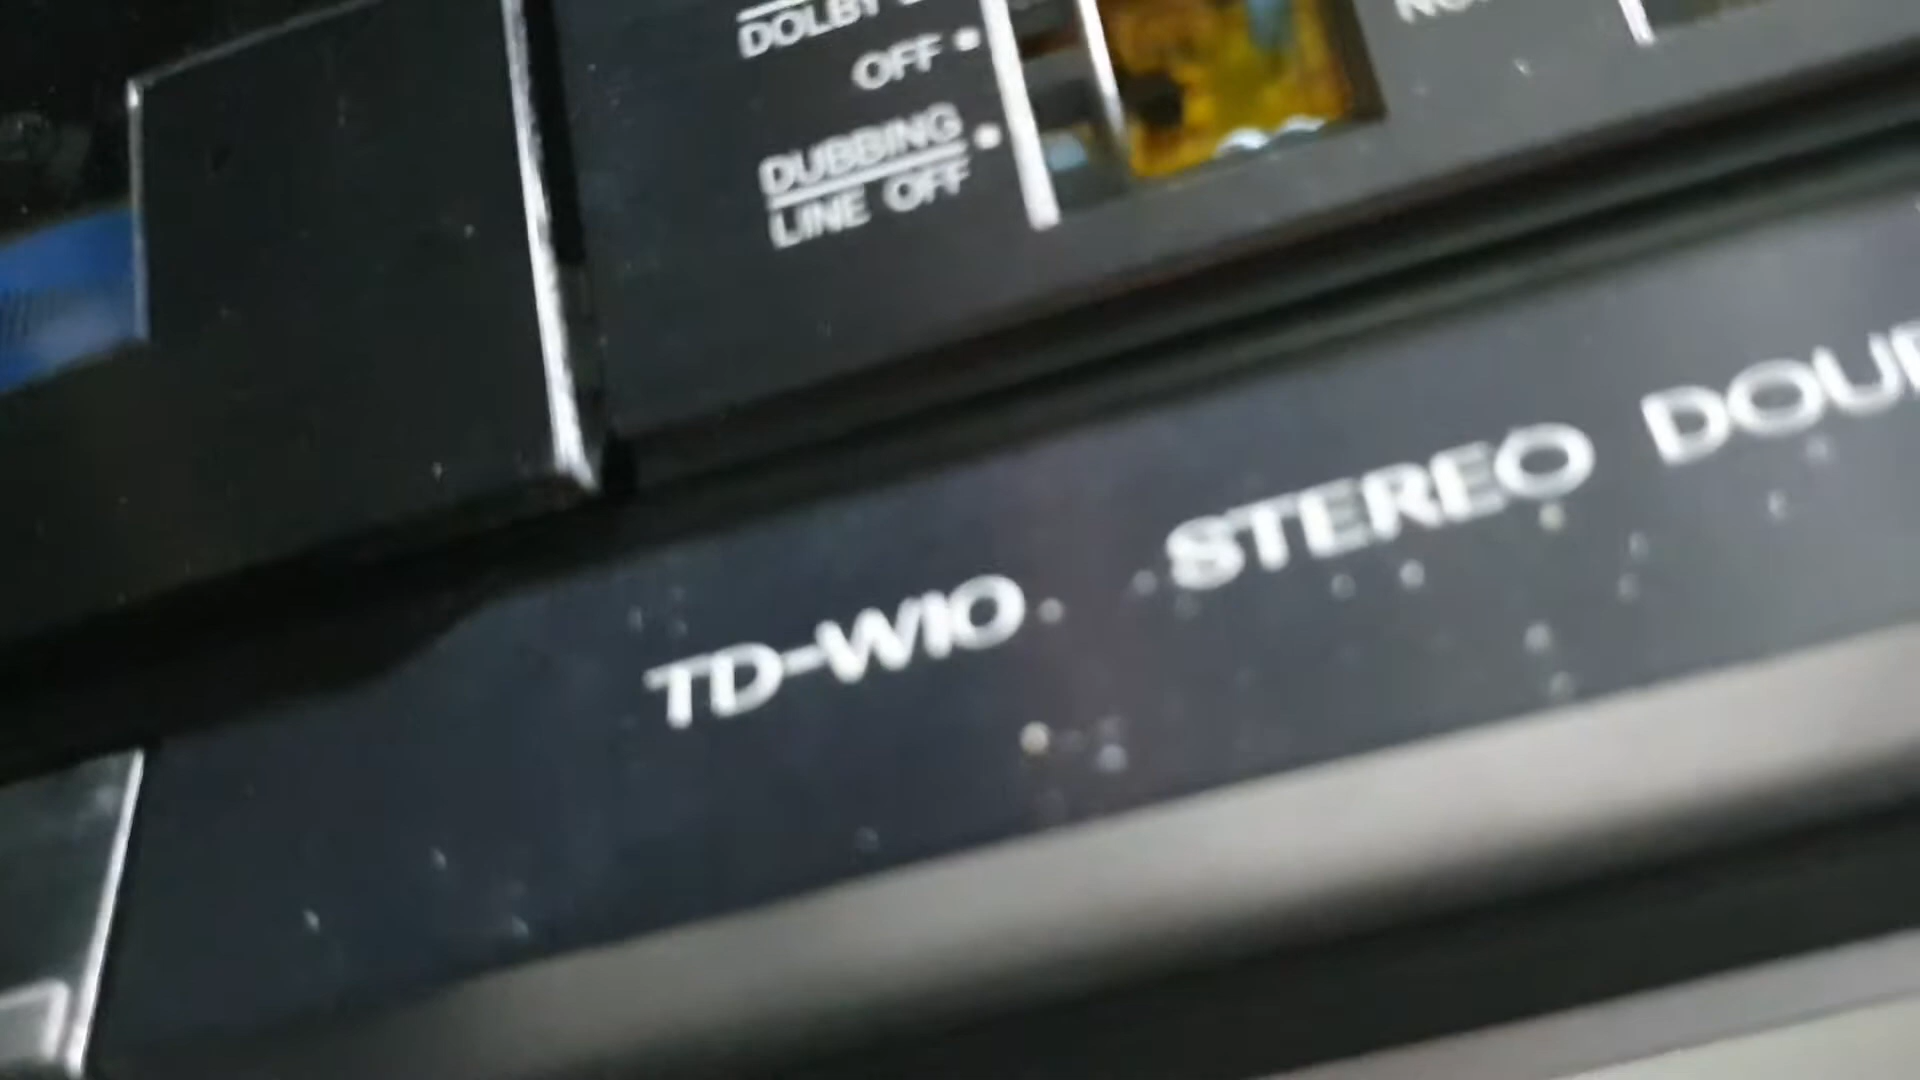 DOLBY
OFF
DUBBING
LINE OFF
TD-W10 STEREO